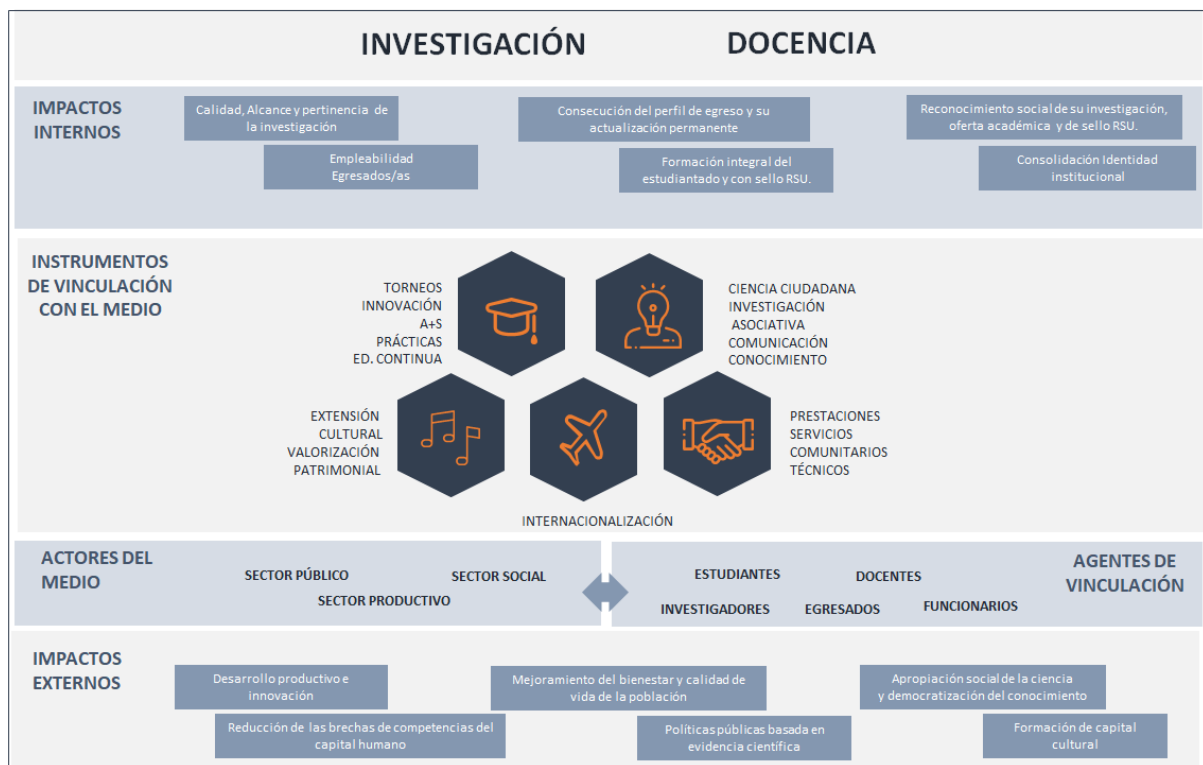 INVESTIGACIÓN
DOCENCIA
IMPACTOS
INTERNOS
Calidad, Alcance y pertinencia de
la investigación
Empleabilidad
Egresados/as
Consecución del perfil de egreso y su
actualización permanente
Formación integral del
estudiantado y con sello RSU.
Reconocimiento social de su investigación,
oferta académica y de sello RSU.
Consolidación Identidad
institucional
INSTRUMENTOS
DE VINCULACIÓN
CON EL MEDIO
TORNEOS
INNOVACIÓN
A+S
PRÁCTICAS
ED. CONTINUA
CIENCIA CIUDADANA
INVESTIGACIÓN
ASOCIATIVA
COMUNICACIÓN
CONOCIMIENTO
EXTENSIÓN
CULTURAL
VALORIZACIÓN
PATRIMONIAL
PRESTACIONES
SERVICIOS
COMUNITARIOS
TÉCNICOS
INTERNACIONALIZACIÓN
ACTORES DEL
MEDIO
SECTOR PÚBLICO
SECTOR SOCIAL
SECTOR PRODUCTIVO
ESTUDIANTES
DOCENTES
INVESTIGADORES
EGRESADOS
FUNCIONARIOS
AGENTES DE
VINCULACIÓN
IMPACTOS
EXTERNOS
Desarrollo productivo e
innovación
Reducción de las brechas de competencias del
capital humano
Mejoramiento del bienestar y calidad de
vida de la población
Políticas públicas basada en
evidencia científica
Apropiación social de la ciencia
y democratización del conocimiento
Formación de capital
cultural